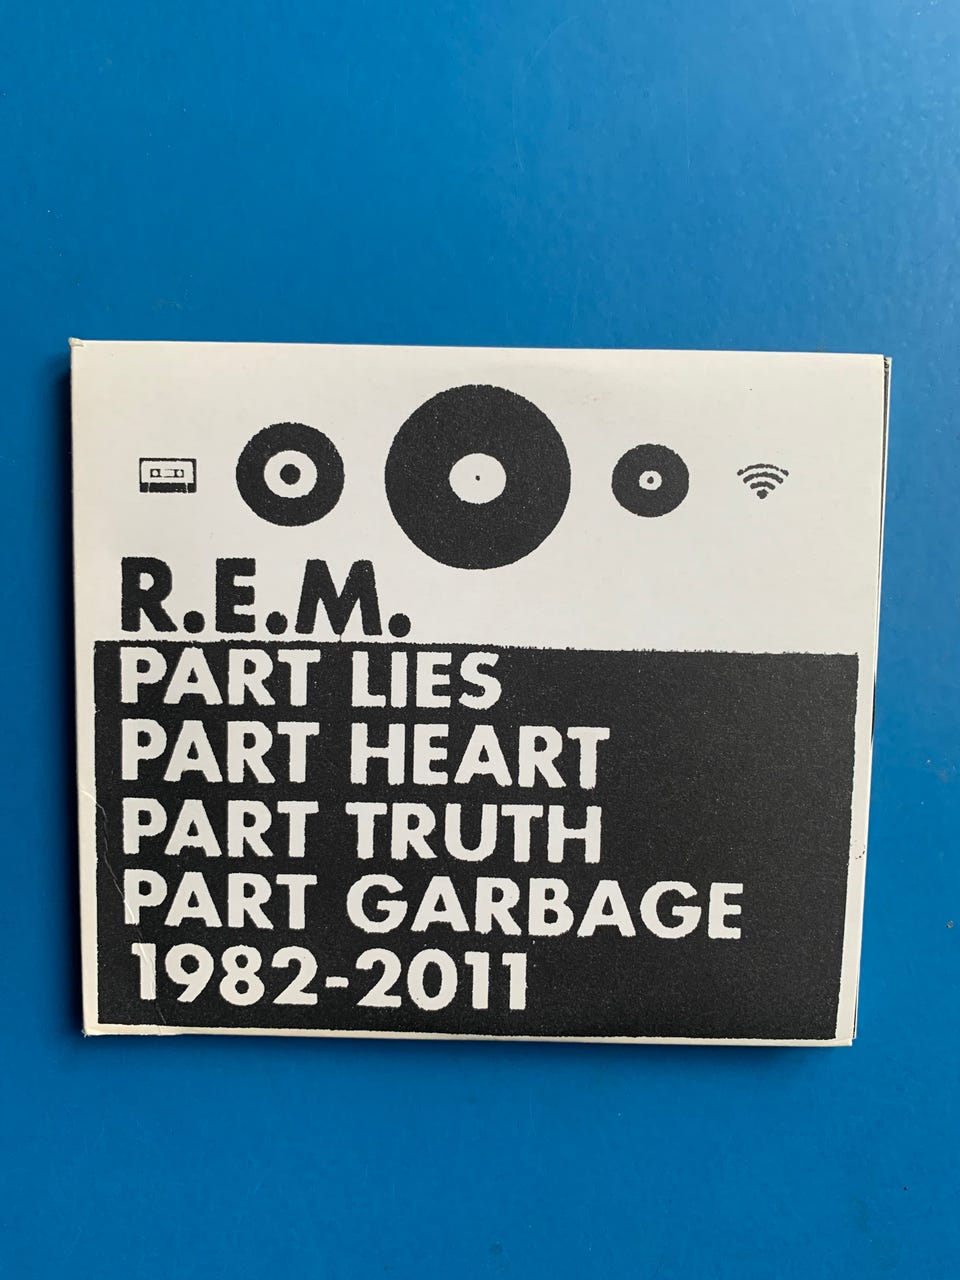 R.E.M.
PART LIES
PART HEART
PART TRUTH
PART GARBAGE
1982-2011